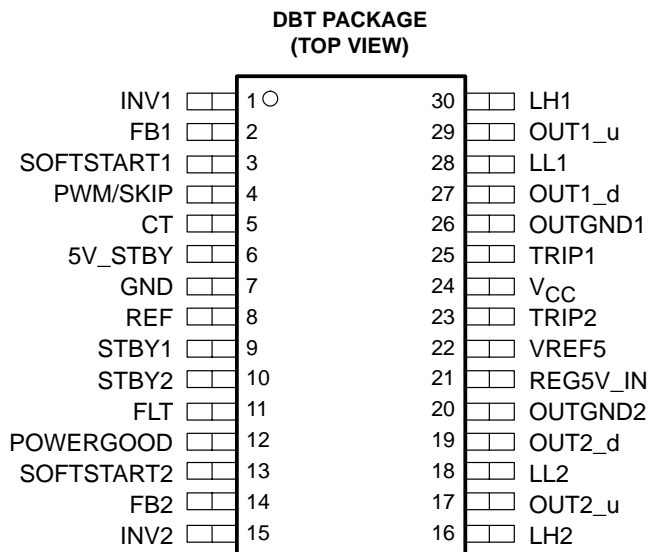 DBT PACKAGE
(TOP VIEW)
INV1 1 30 LH1
FB1 2 29 OUT1_u
SOFTSTART1 3 28 LL1
PWM/SKIP 4 27 OUT1_d
CT 5 26 OUTGND1
5V_STBY 6 25 TRIP1
GND 7 24 VCC
REF 8 23 TRIP2
STBY1 9 22 VREF5
STBY2 10 21 REG5V_IN
FLT 11 20 OUTGND2
POWERGOOD 12 19 OUT2_d
SOFTSTART2 13 18 LL2
FB2 14 17 OUT2_u
INV2 15 16 LH2